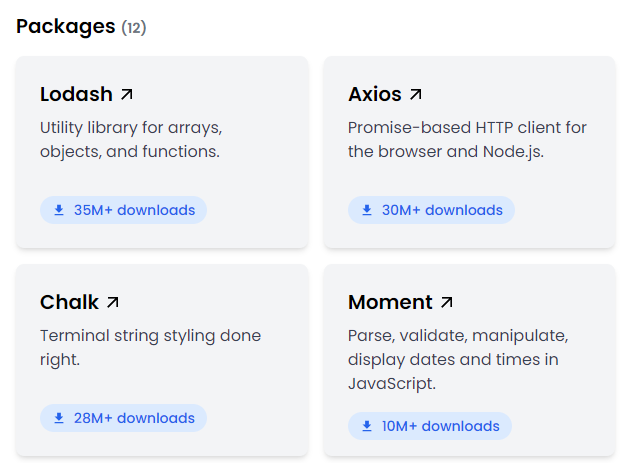 Packages (12)
Lodash
Utility library for arrays,
objects, and functions.
35M+ downloads
Axios
Promise-based HTTP client for
the browser and Node.js.
30M+ downloads
Chalk
Terminal string styling done
right.
28M+ downloads
Moment
Parse, validate, manipulate,
display dates and times in
JavaScript.
10M+ downloads